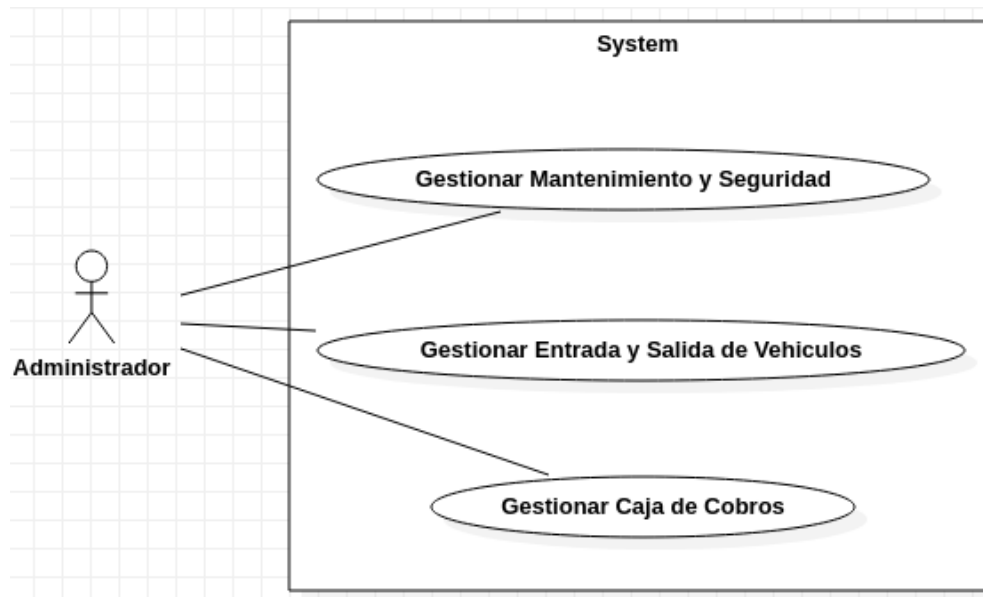 System
Gestionar Mantenimiento y Seguridad
Gestionar Entrada y Salida de Vehiculos
Administrador
Gestionar Caja de Cobros